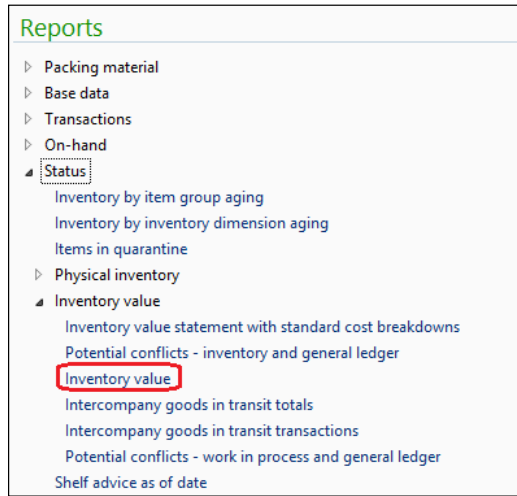 Reports
Packing material
Base data
Transactions
On-hand
Status
Inventory by item group aging
Inventory by inventory dimension aging
Items in quarantine
Physical inventory
Inventory value
Inventory value statement with standard cost breakdowns
Potential conflicts - inventory and general ledger
Inventory value
Intercompany goods in transit totals
Intercompany goods in transit transactions
Potential conflicts - work in process and general ledger
Shelf advice as of date